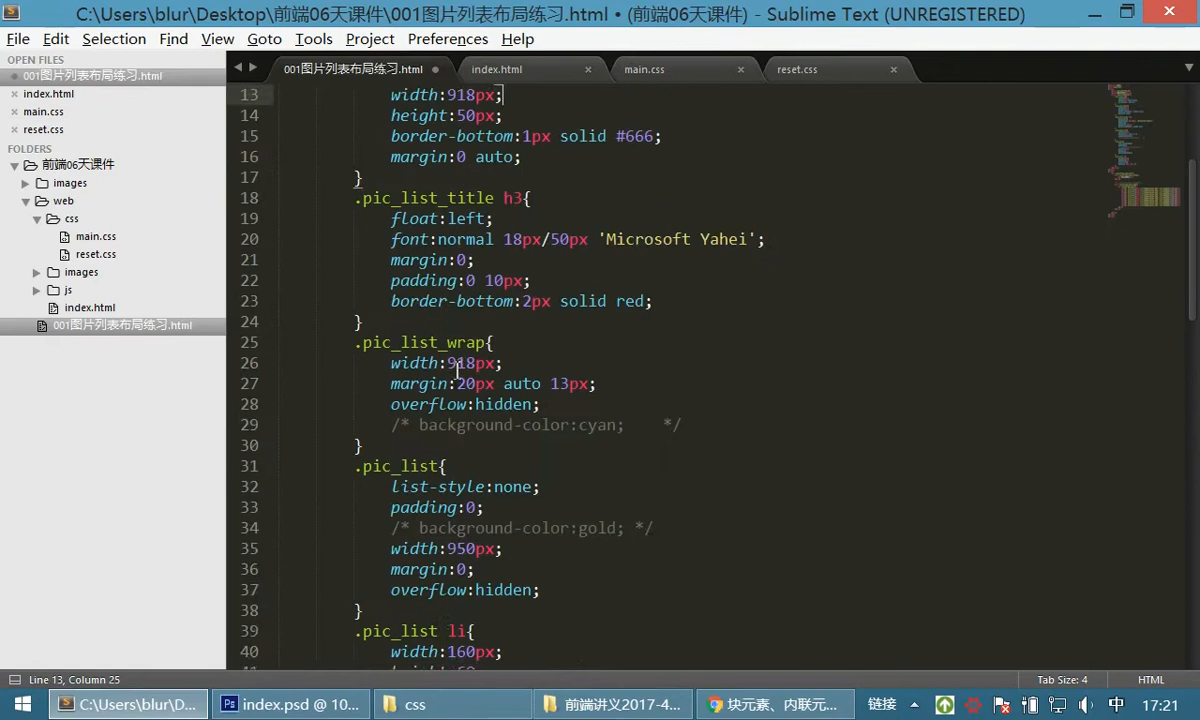 C:\Users\blur\Desktop\前端06天课件\001图片列表布局练习.html • (前端06天课件) - Sublime Text (UNREGISTERED)
File Edit Selection Find View Goto Tools Project Preferences Help
OPEN FILES
001图片列表布局练习.html
index.html
main.css
reset.css
FOLDERS
前端06天课件
images
web
css
main.css
reset.css
images
js
index.html
001图片列表布局练习.html
001图片列表布局练习.html index.html main.css reset.css
13 width:918px;
14 height:50px;
15 border-bottom:1px solid #666;
16 margin:0 auto;
17 }
18 .pic_list_title h3{
19 float:left;
20 font:normal 18px/50px 'Microsoft Yahei';
21 margin:0;
22 padding:0 10px;
23 border-bottom:2px solid red;
24 }
25 .pic_list_wrap{
26 width:918px;
27 margin:20px auto 13px;
28 overflow:hidden;
29 /* background-color:cyan; */
30 }
31 .pic_list{
32 list-style:none;
33 padding:0;
34 /* background-color:gold; */
35 width:950px;
36 margin:0;
37 overflow:hidden;
38 }
39 .pic_list li{
40 width:160px;
Line 13, Column 25 Tab Size: 4 HTML
C:\Users\blur\D... index.psd @ 10... css 前端讲义2017-4... 块元素、内联元... 链接 中 17:21